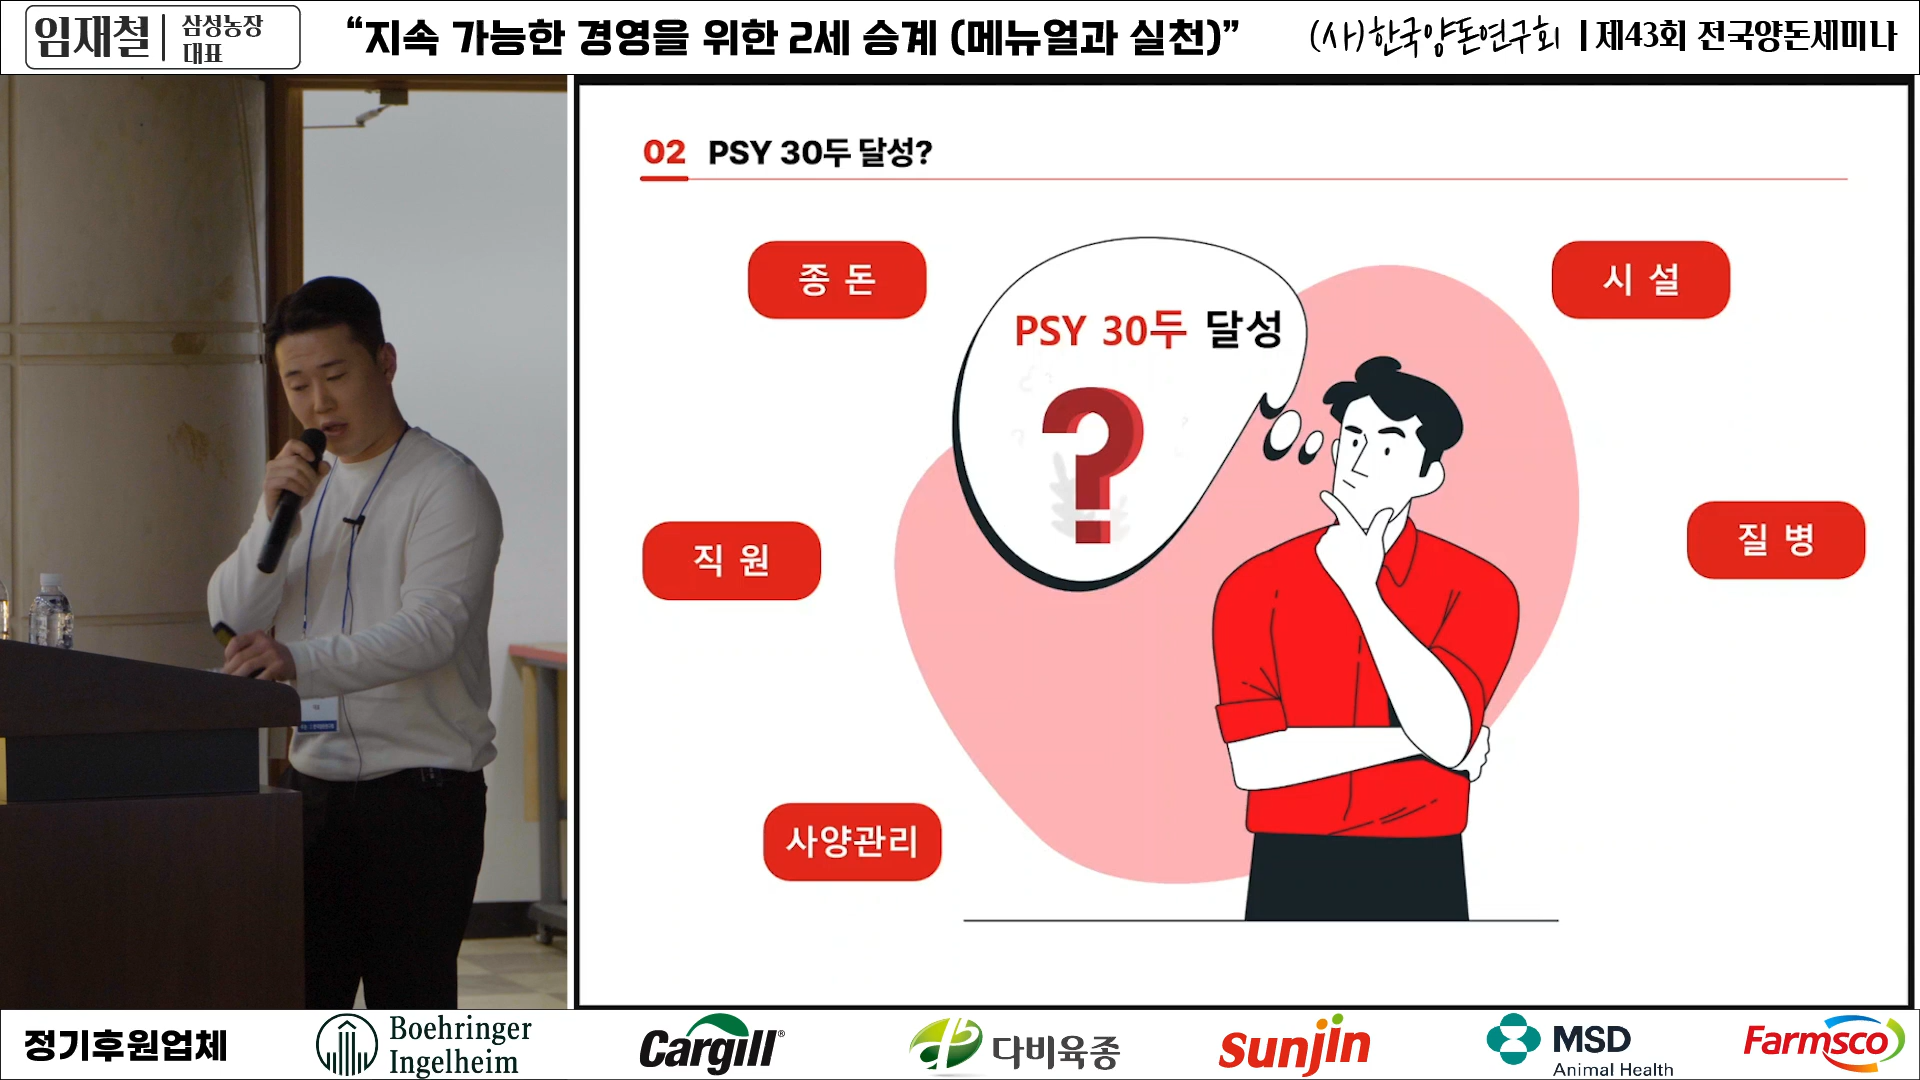 임재철
삼성농장
대표
“지속 가능한 경영을 위한 2세 승계 (메뉴얼과 실천)”
(사)한국양돈연구회 | 제43회 전국양돈세미나
02 PSY 30두 달성?
종 돈
시 설
PSY 30두 달성
?
직 원
질 병
사양관리
정기후원업체
Boehringer
Ingelheim
Cargill®
다비육종
sunjin
MSD
Animal Health
Farmsco